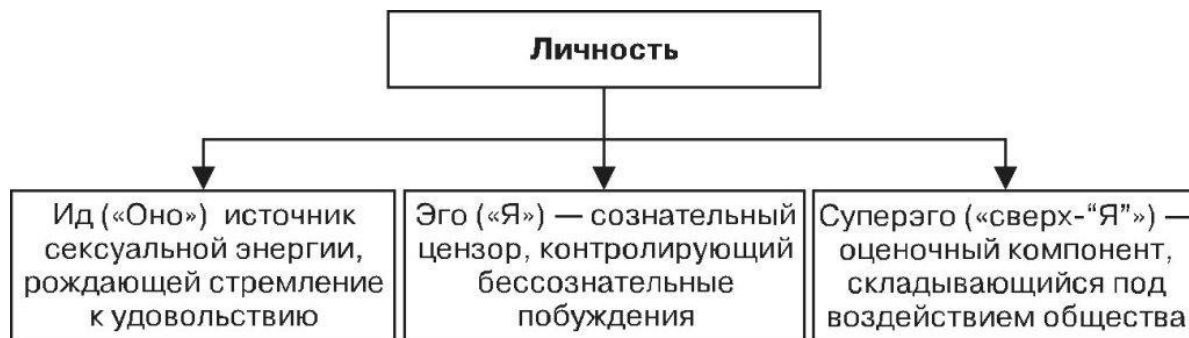 Личность
Ид («Оно») источник
сексуальной энергии,
рождающей стремление
к удовольствию
Эго («Я») — сознательный
цензор, контролирующий
бессознательные
побуждения
Суперэго («сверх-“Я”») —
оценочный компонент,
складывающийся под
воздействием общества